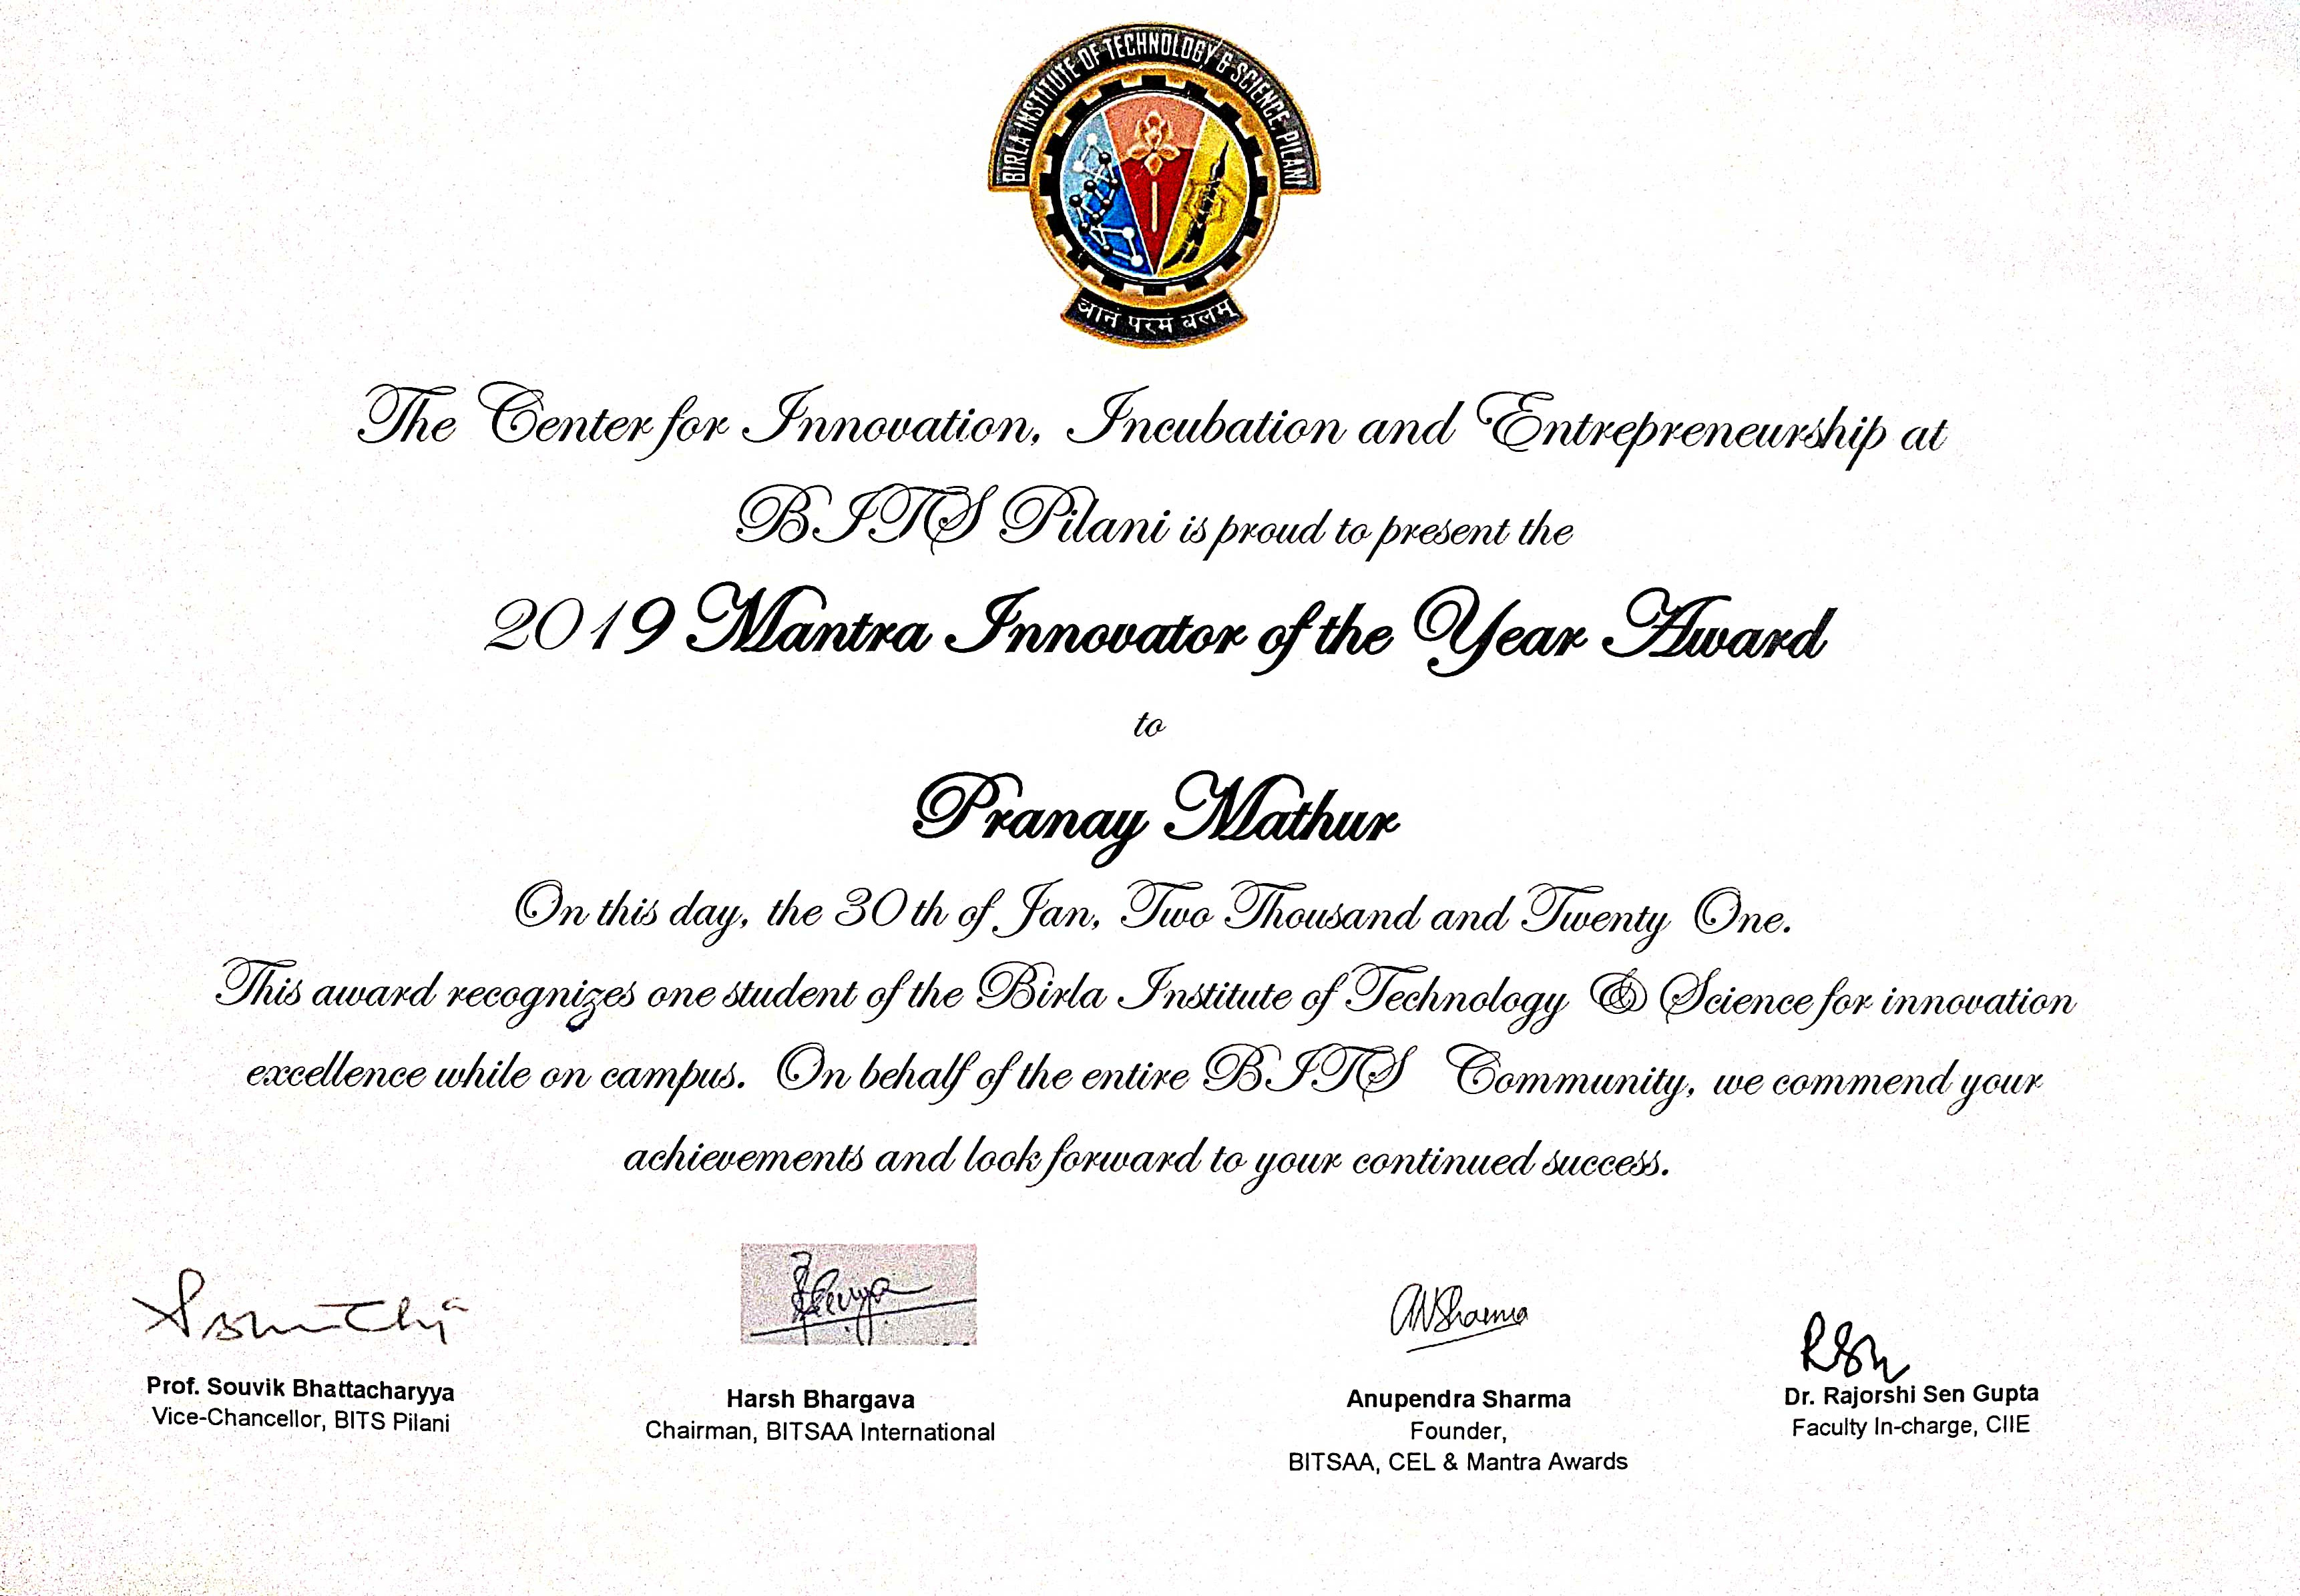 BIRLA INSTITUTE OF TECHNOLOGY & SCIENCE PILANI
ज्ञानं परमं बलम्
The Center for Innovation, Incubation and Entrepreneurship at
BITS Pilani is proud to present the
2019 Mantra Innovator of the Year Award
to
Pranay Mathur
On this day, the 30th of Jan, Two Thousand and Twenty One.
This award recognizes one student of the Birla Institute of Technology & Science for innovation
excellence while on campus. On behalf of the entire BITS Community, we commend your
achievements and look forward to your continued success.
ANSharma
RSn
Prof. Souvik Bhattacharyya
Vice-Chancellor, BITS Pilani
Harsh Bhargava
Chairman, BITSAA International
Anupendra Sharma
Founder,
BITSAA, CEL & Mantra Awards
Dr. Rajorshi Sen Gupta
Faculty In-charge, CIIE